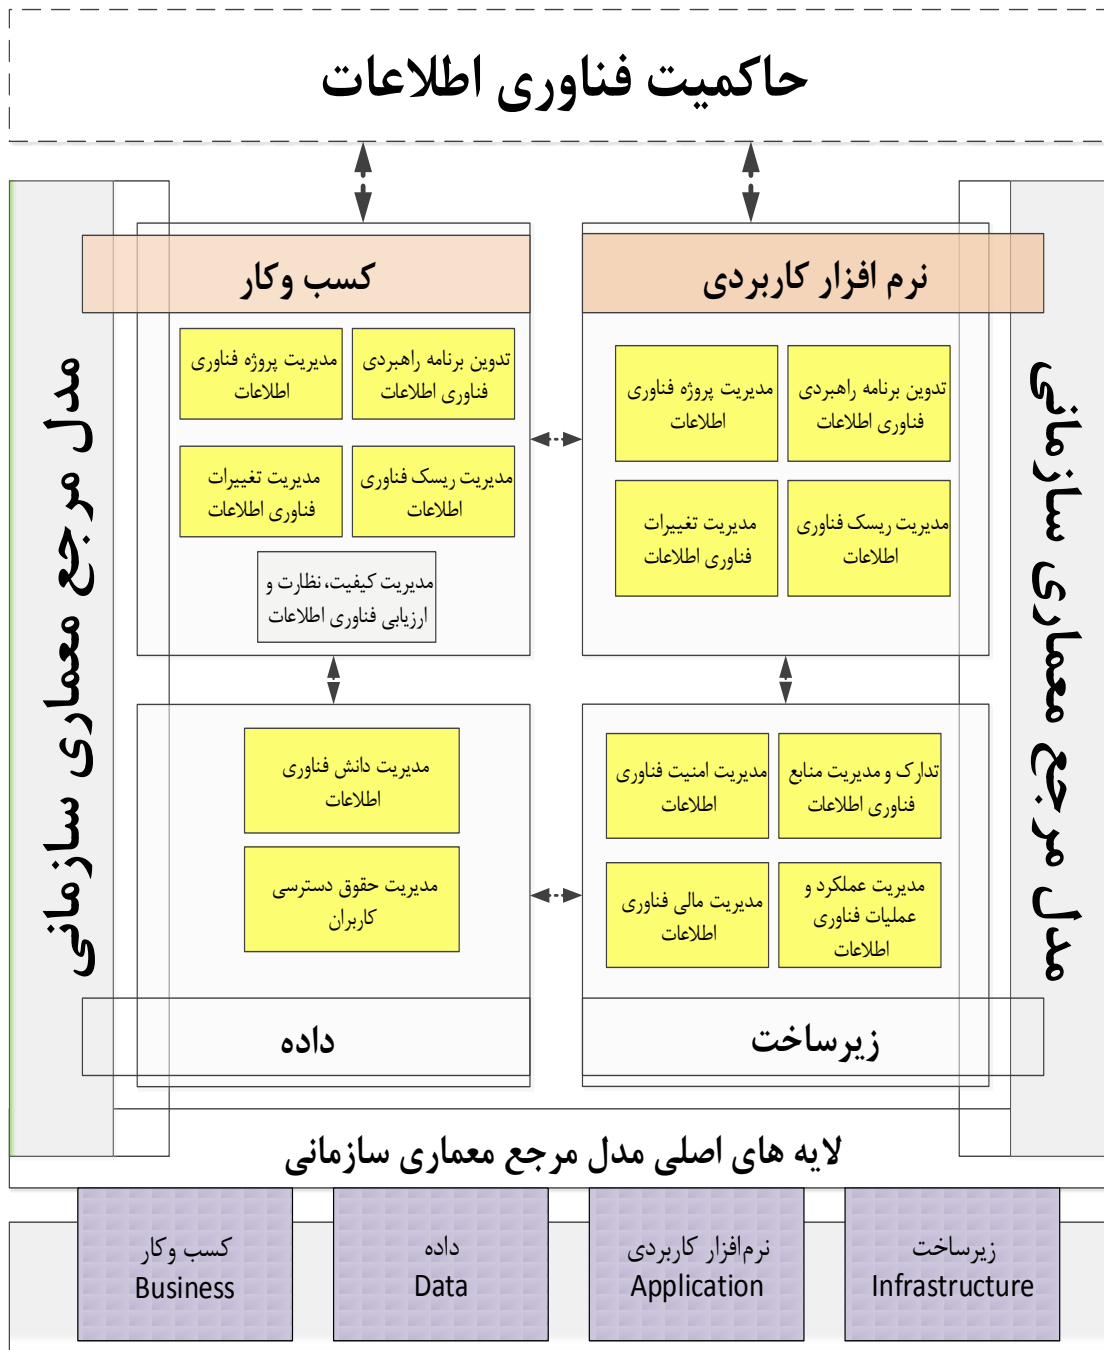 حاکمیت فناوری اطلاعات
مدل مرجع معماری سازمانی
نرم افزار کاربردی
تدوین برنامه راهبردی
فناوری اطلاعات
مدیریت پروژه فناوری
اطلاعات
مدیریت ریسک فناوری
اطلاعات
مدیریت تغییرات
فناوری اطلاعات
کسب وکار
تدوین برنامه راهبردی
فناوری اطلاعات
مدیریت پروژه فناوری
اطلاعات
مدیریت ریسک فناوری
اطلاعات
مدیریت تغییرات
فناوری اطلاعات
مدیریت کیفیت، نظارت و
ارزیابی فناوری اطلاعات
تدارک و مدیریت منابع
فناوری اطلاعات
مدیریت امنیت فناوری
اطلاعات
مدیریت عملکرد و
عملیات فناوری
اطلاعات
مدیریت مالی فناوری
اطلاعات
زیرساخت
مدیریت دانش فناوری
اطلاعات
مدیریت حقوق دسترسی
کاربران
داده
مدل مرجع معماری سازمانی
لایه های اصلی مدل مرجع معماری سازمانی
زیرساخت
Infrastructure
نرم‌افزار کاربردی
Application
داده
Data
کسب وکار
Business